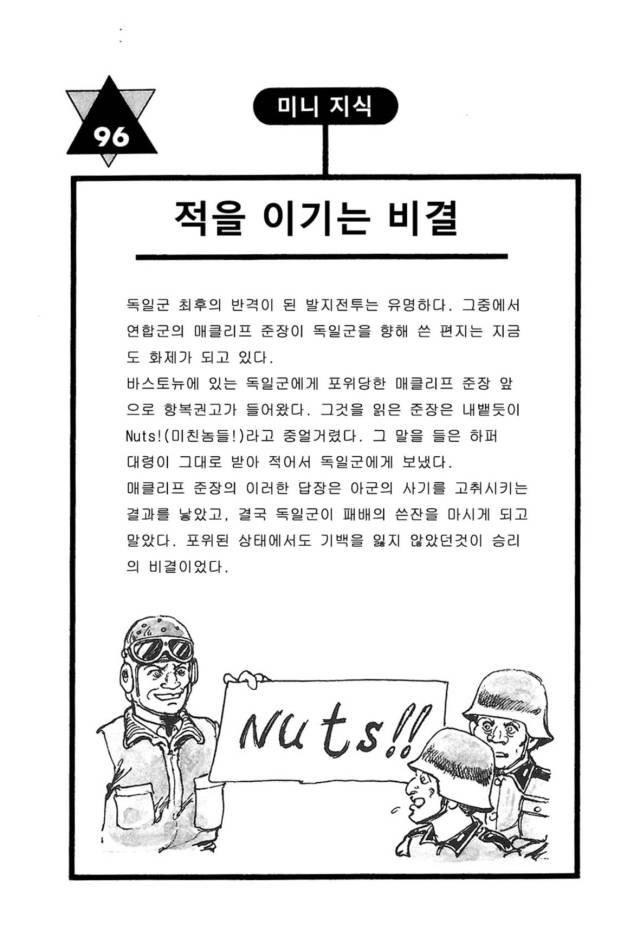 미니 지식
96
적을 이기는 비결
독일군 최후의 반격이 된 발지전투는 유명하다. 그중에서
연합군의 매클리프 준장이 독일군을 향해 쓴 편지는 지금
도 화제가 되고 있다.
바스토뉴에 있는 독일군에게 포위당한 매클리프 준장 앞
으로 항복권고가 들어왔다. 그것을 읽은 준장은 내뱉듯이
Nuts!(미친놈들!)라고 중얼거렸다. 그 말을 들은 하퍼
대령이 그대로 받아 적어서 독일군에게 보냈다.
매클리프 준장의 이러한 답장은 아군의 사기를 고취시키는
결과를 낳았고, 결국 독일군이 패배의 쓴잔을 마시게 되고
말았다. 포위된 상태에서도 기백을 잃지 않았던것이 승리
의 비결이었다.
Nuts!!